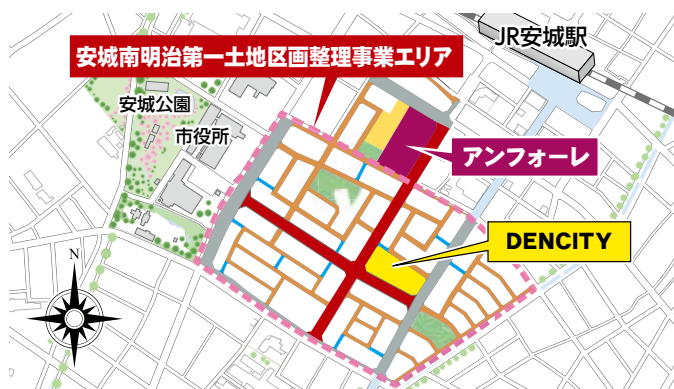 JR安城駅
安城南明治第一土地区画整理事業エリア
安城公園
市役所
アンフォーレ
DENCITY
N